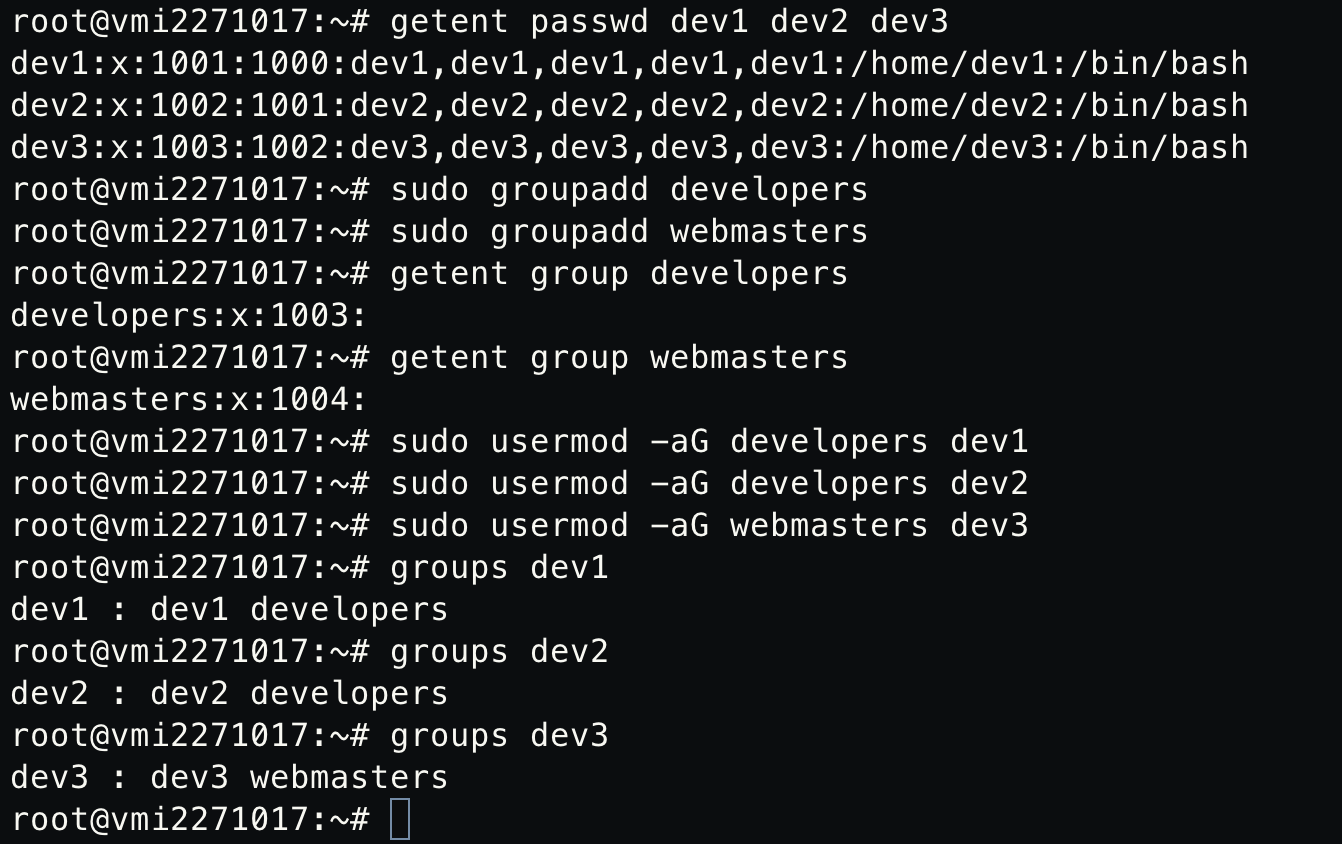 root@vmi2271017:~# getent passwd dev1 dev2 dev3
dev1:x:1001:1000:dev1,dev1,dev1,dev1,dev1:/home/dev1:/bin/bash
dev2:x:1002:1001:dev2,dev2,dev2,dev2,dev2:/home/dev2:/bin/bash
dev3:x:1003:1002:dev3,dev3,dev3,dev3,dev3:/home/dev3:/bin/bash
root@vmi2271017:~# sudo groupadd developers
root@vmi2271017:~# sudo groupadd webmasters
root@vmi2271017:~# getent group developers
developers:x:1003:
root@vmi2271017:~# getent group webmasters
webmasters:x:1004:
root@vmi2271017:~# sudo usermod -aG developers dev1
root@vmi2271017:~# sudo usermod -aG developers dev2
root@vmi2271017:~# sudo usermod -aG webmasters dev3
root@vmi2271017:~# groups dev1
dev1 : dev1 developers
root@vmi2271017:~# groups dev2
dev2 : dev2 developers
root@vmi2271017:~# groups dev3
dev3 : dev3 webmasters
root@vmi2271017:~#